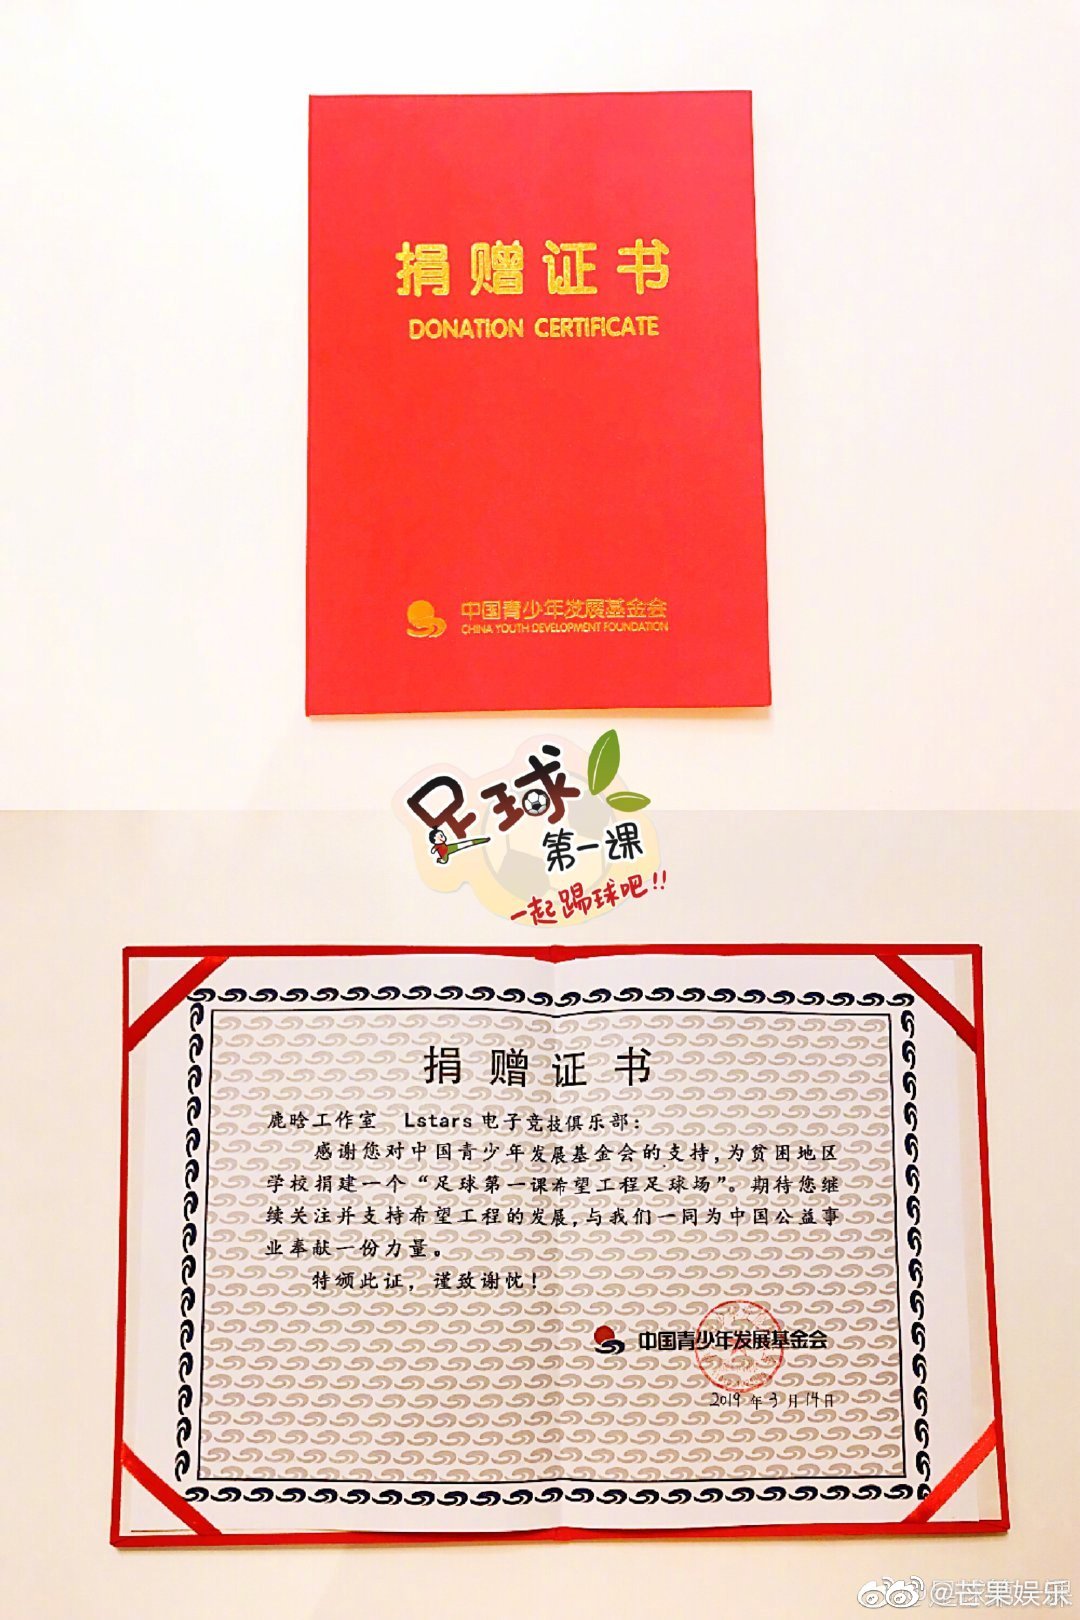 捐赠证书
DONATION CERTIFICATE
中国青少年发展基金会
CHINA YOUTH DEVELOPMENT FOUNDATION
足球
第一课
一起踢球吧!!
捐赠证书
鹿晗工作室 Lstars电子竞技俱乐部:
感谢您对中国青少年发展基金会的支持,为贫困地区
学校捐建一个“足球第一课希望工程足球场”。期待您继
续关注并支持希望工程的发展,与我们一同为中国公益事
业奉献一份力量。
特颁此证,谨致谢忱!
中国青少年发展基金会
2019年3月14日
@芒果娱乐